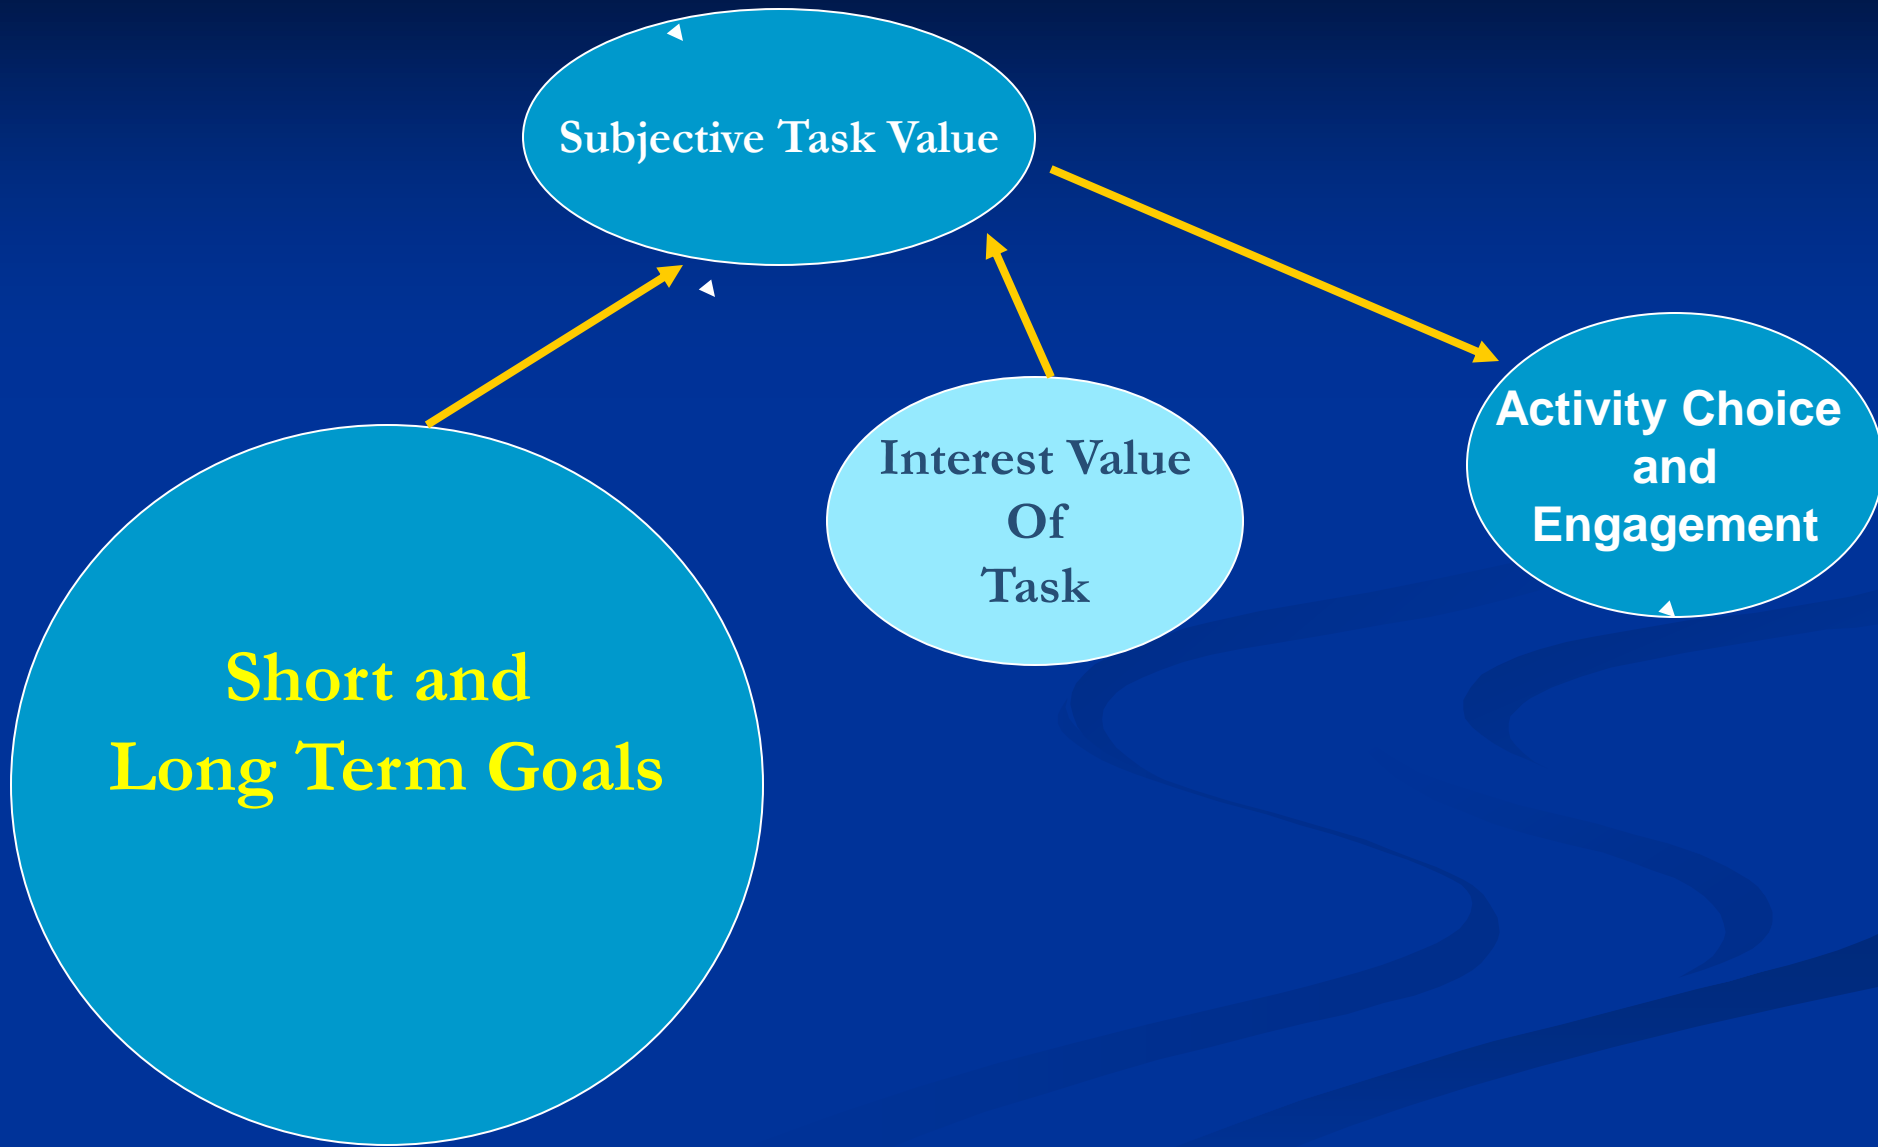 Subjective Task Value
Interest Value
Of
Task
Activity Choice
and
Engagement
Short and
Long Term Goals